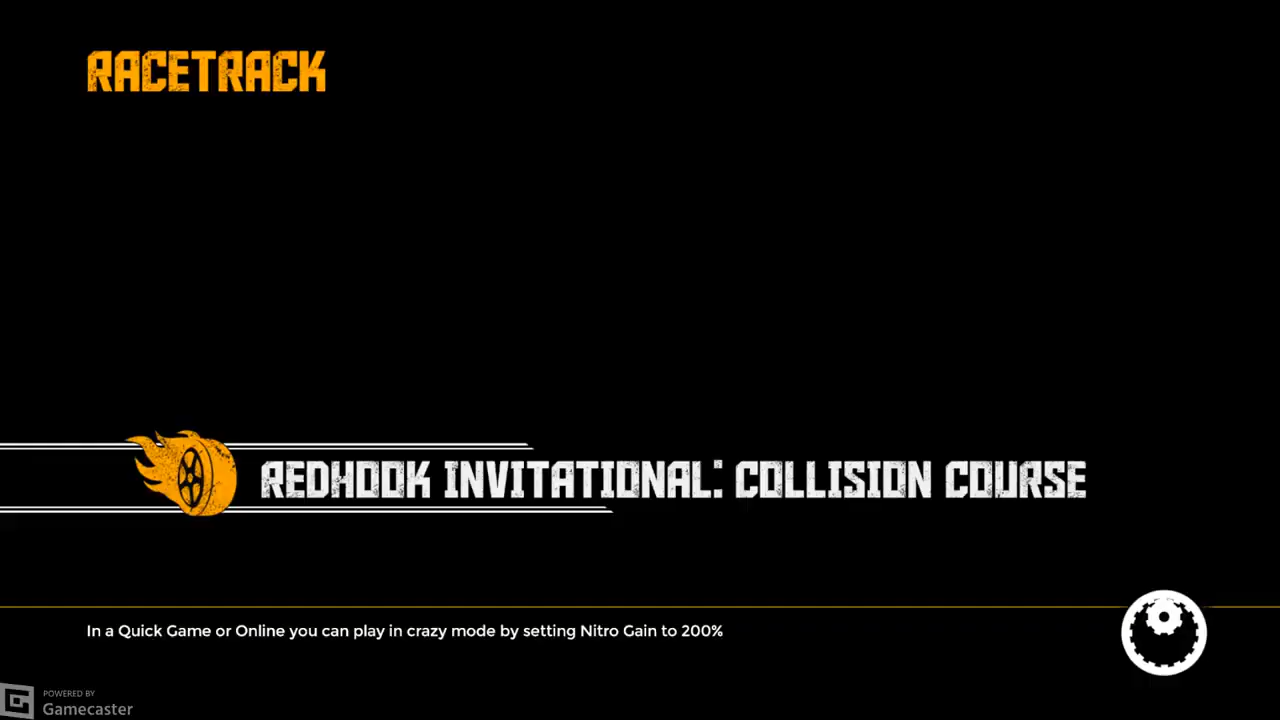 RACETRACK
REDHOOK INVITATIONAL: COLLISION COURSE
In a Quick Game or Online you can play in crazy mode by setting Nitro Gain to 200%
POWERED BY
Gamecaster